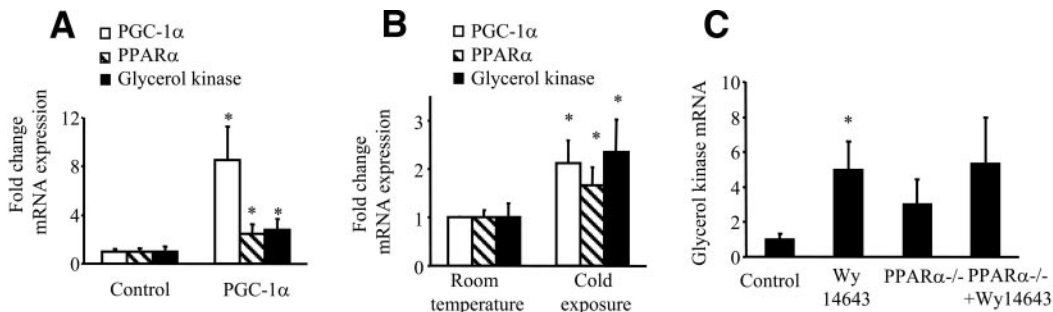 A
PGC-1α
PPARα
Glycerol kinase
Fold change
mRNA expression
12
8
4
0
Control
PGC-1α
B
PGC-1α
PPARα
Glycerol kinase
Fold change
mRNA expression
3
2
1
0
Room
temperature
Cold
exposure
*
*
*
*
*
*
C
Glycerol kinase mRNA
10
8
6
4
2
0
*
Control
Wy
14643
PPARα-/-
PPARα-/-
+Wy14643